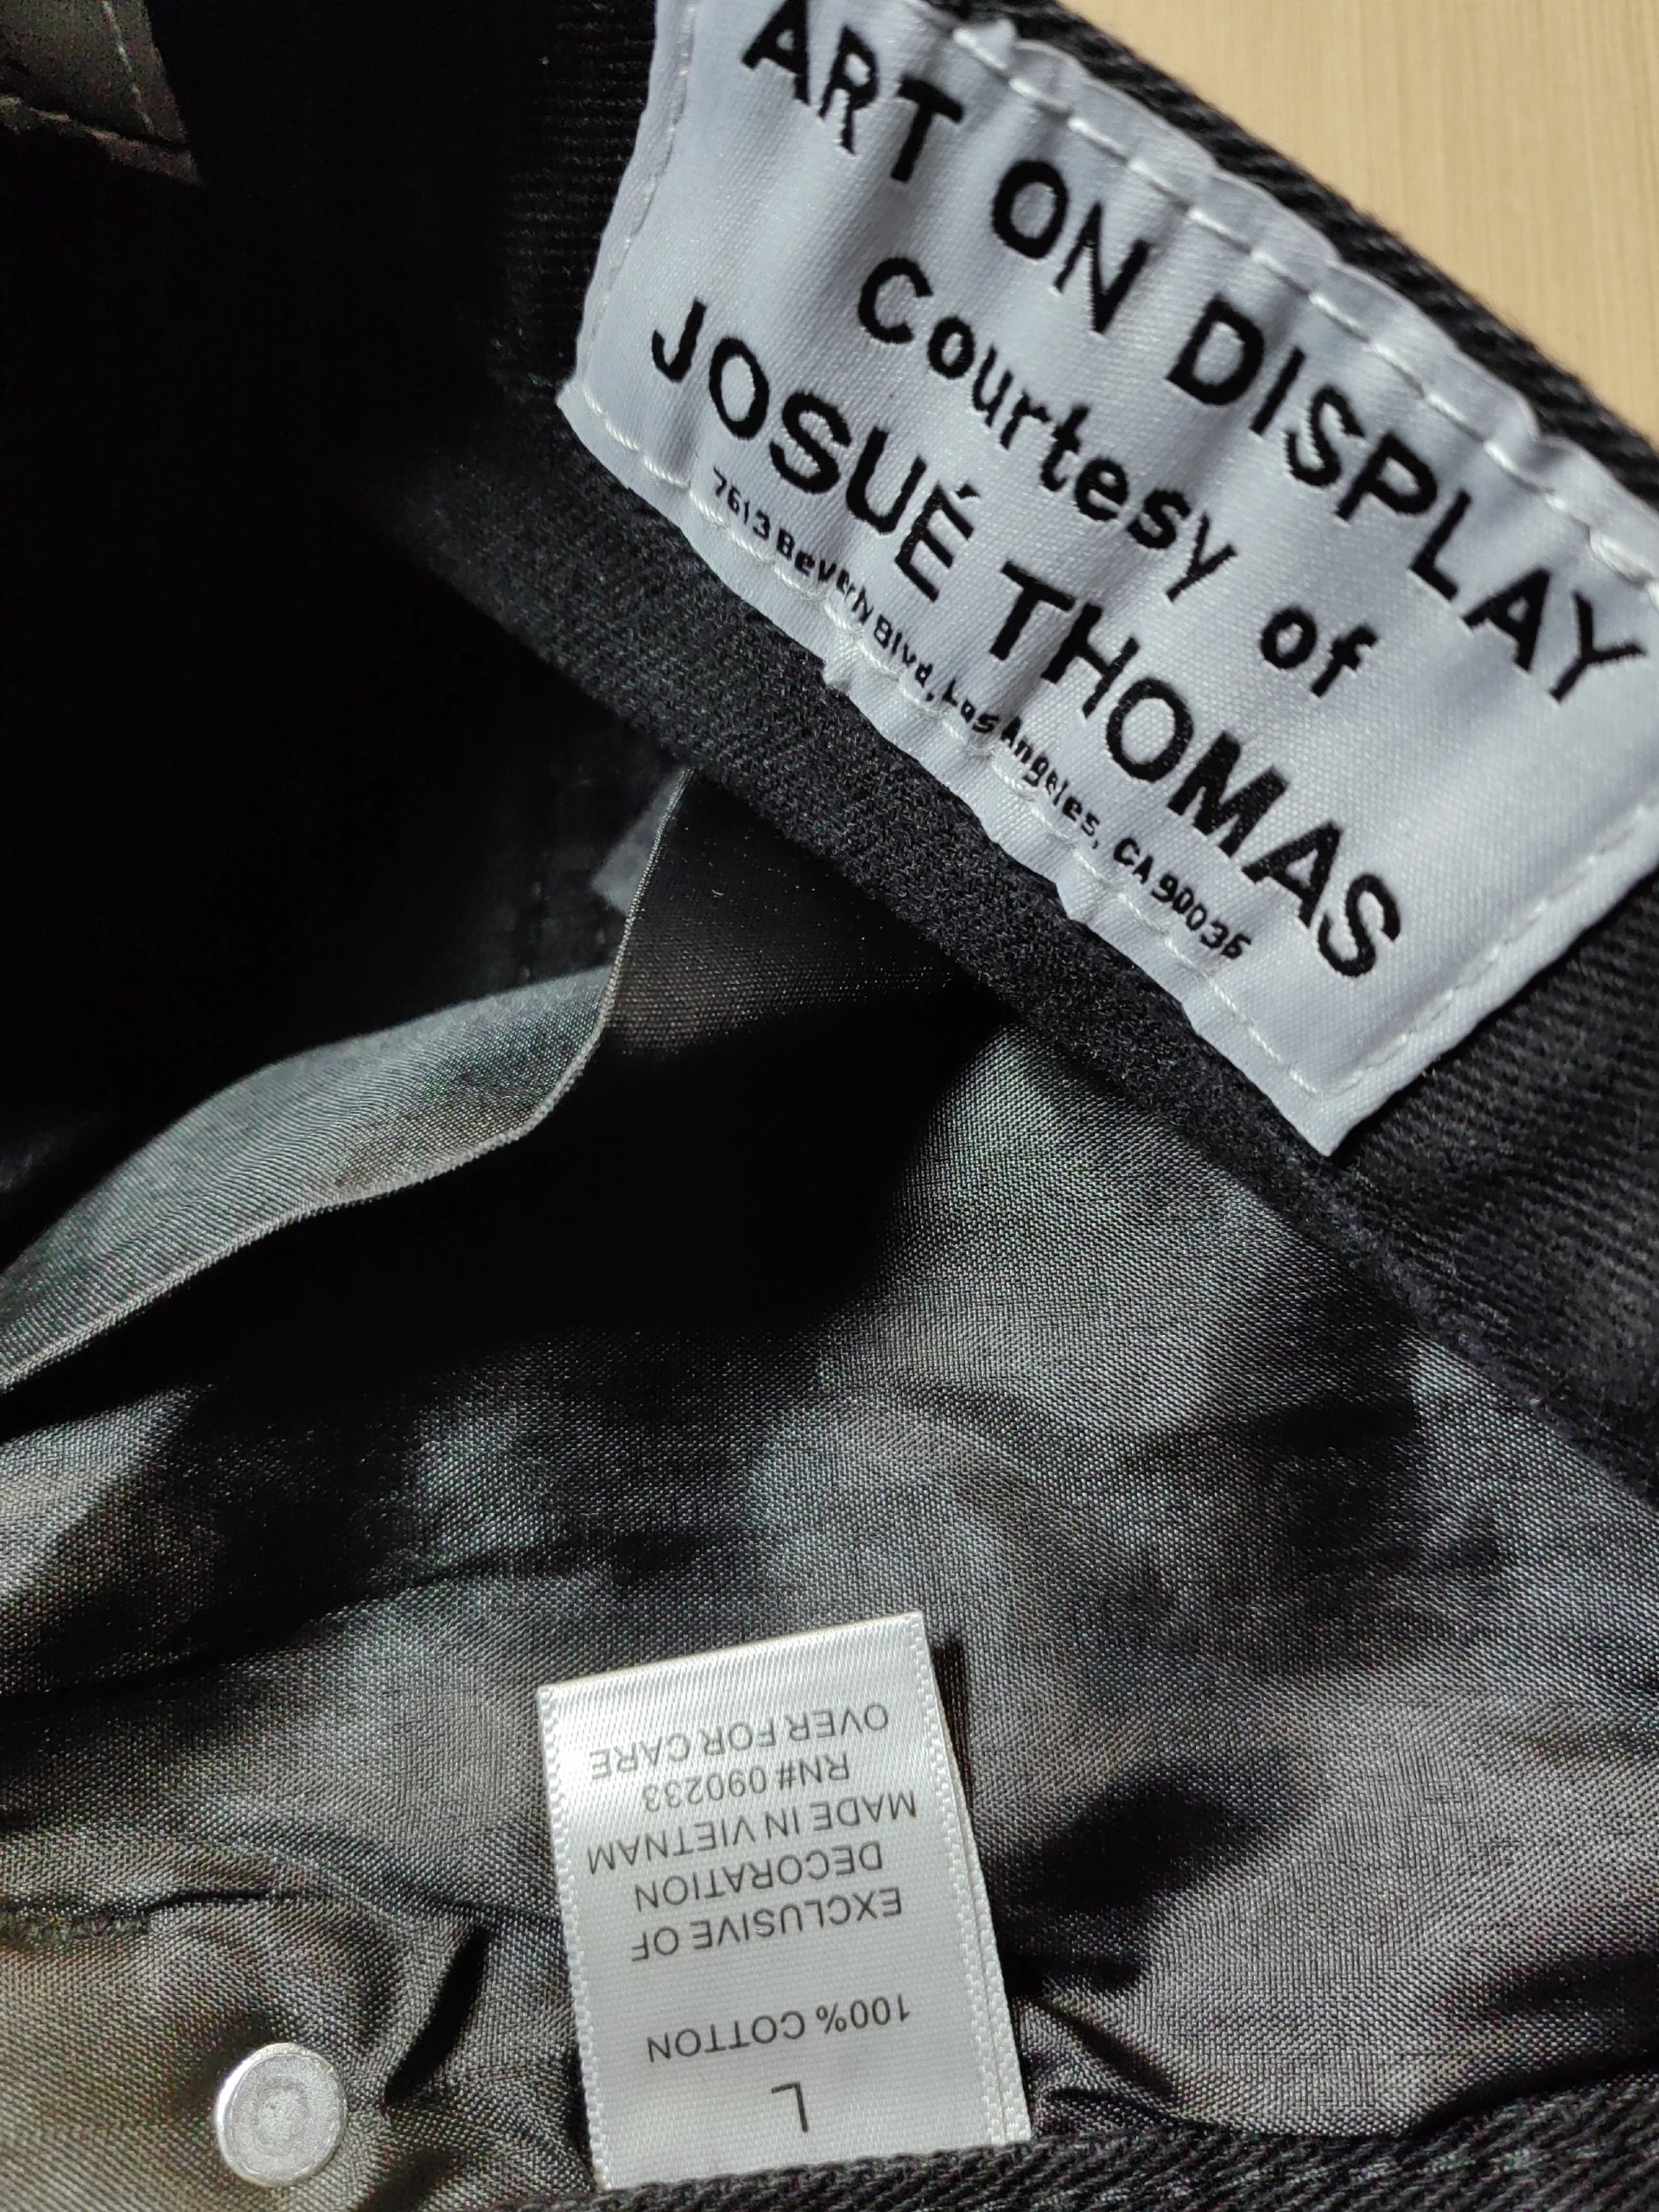 ART ON DISPLAY
courtesy of
JOSUÉ THOMAS
7613 Beverly Blvd, Los Angeles, CA 90036
L
100% COTTON
EXCLUSIVE OF
DECORATION
MADE IN VIETNAM
RN# 090233
OVER FOR CARE